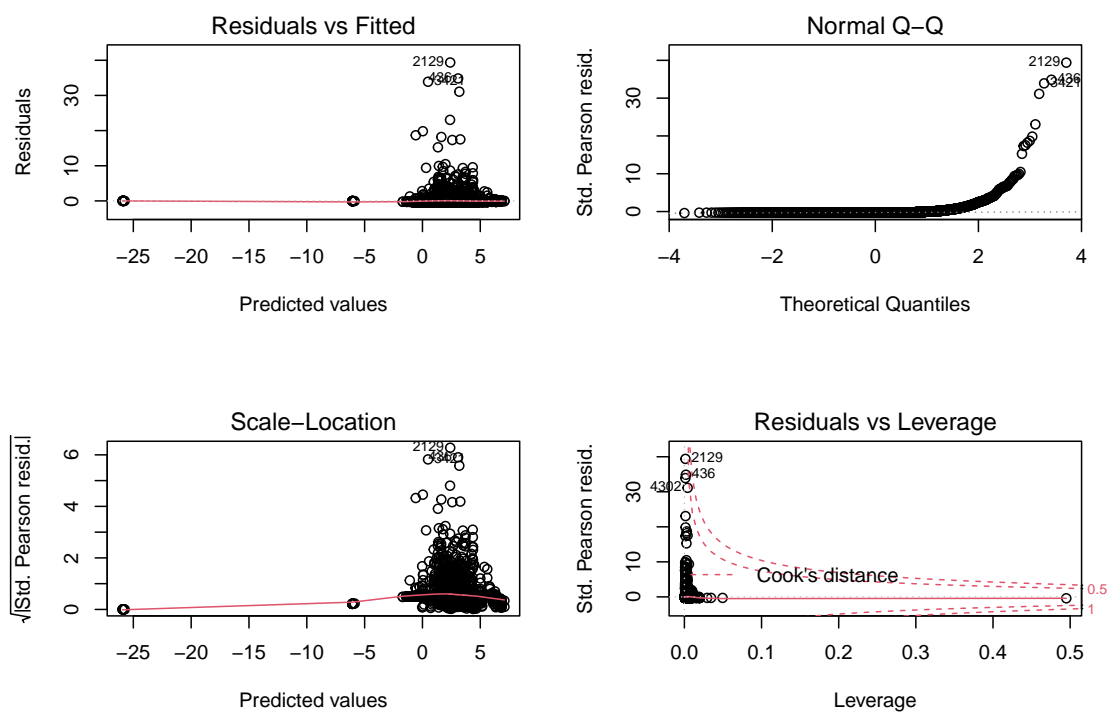 Residuals vs Fitted
Residuals
0 10 30
2129
436
3421
−25 −20 −15 −10 −5 0 5
Predicted values
Normal Q−Q
Std. Pearson resid.
0 10 30
2129
436
3421
−4 −2 0 2 4
Theoretical Quantiles
Scale−Location
√|Std. Pearson resid.|
0 2 4 6
2129
436
3421
−25 −20 −15 −10 −5 0 5
Predicted values
Residuals vs Leverage
Std. Pearson resid.
0 10 30
2129
436
4302
Cook's distance
0.5
1
0.0 0.1 0.2 0.3 0.4 0.5
Leverage